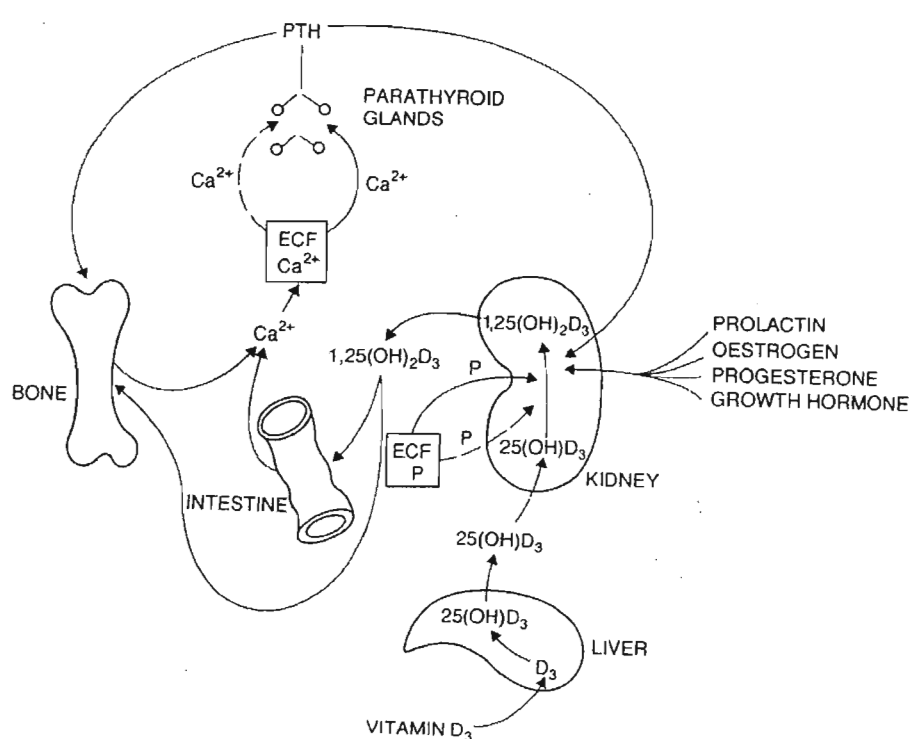 PTH
PARATHYROID
GLANDS
Ca²⁺
Ca²⁺
ECF
Ca²⁺
Ca²⁺
1,25(OH)₂D₃
1,25(OH)₂D₃
PROLACTIN
OESTROGEN
PROGESTERONE
GROWTH HORMONE
P
P
ECF
P
25(OH)D₃
KIDNEY
BONE
INTESTINE
25(OH)D₃
25(OH)D₃
LIVER
D₃
VITAMIN D₃